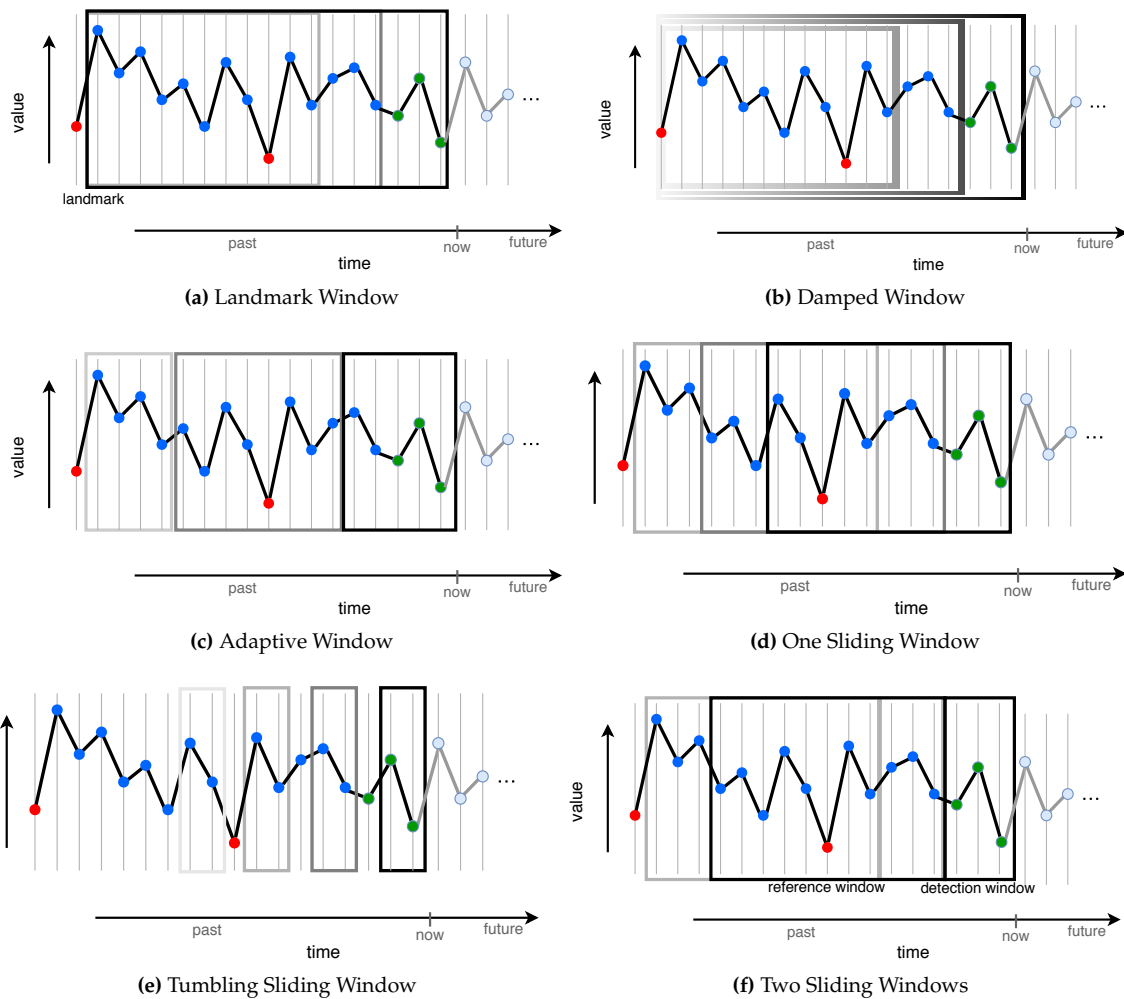 value
landmark
past
now
future
time
(a) Landmark Window
value
past
now
future
time
(b) Damped Window
value
past
now
future
time
(c) Adaptive Window
past
now
future
time
(d) One Sliding Window
...
past
now
future
time
(e) Tumbling Sliding Window
value
reference window
detection window
past
now
future
time
(f) Two Sliding Windows